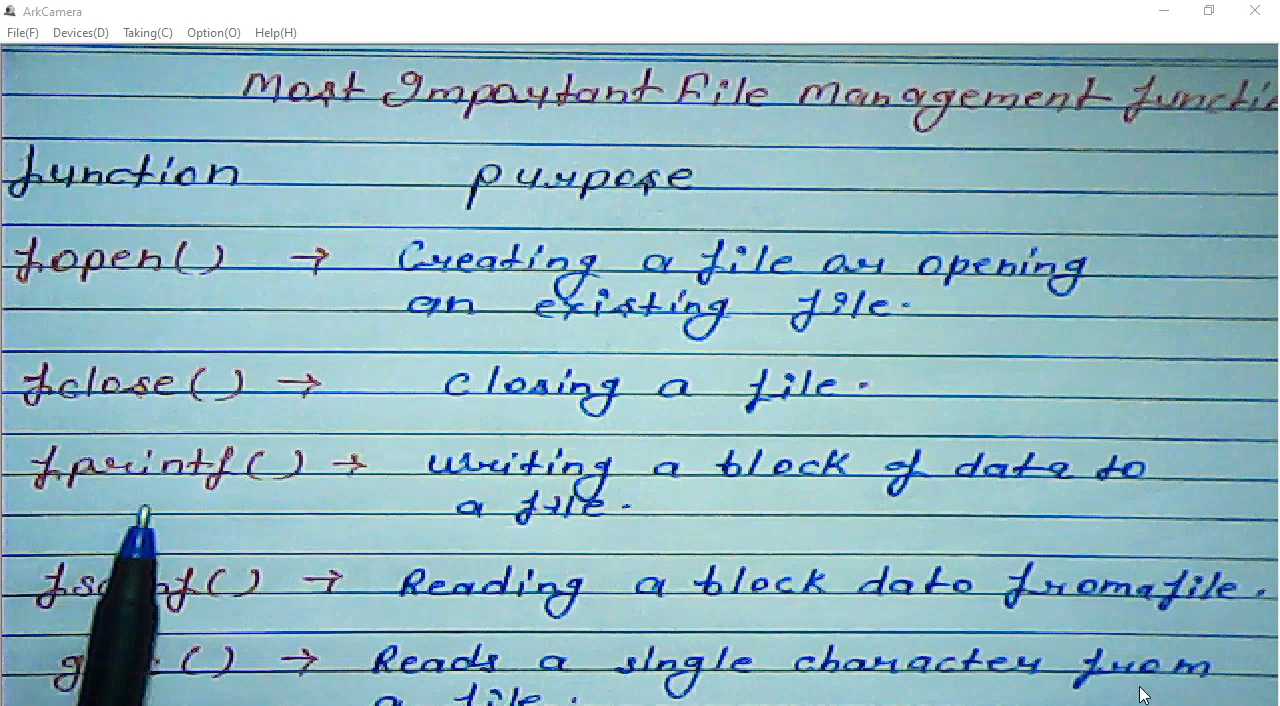 ArkCamera
File(F) Devices(D) Taking(C) Option(O) Help(H)
Most Important File Management functio
function purpose
fopen() → Creating a file or opening
an existing file.
fclose() → Closing a file.
fprintf() → writing a block of data to
a file.
() → Reading a block data from a file.
() → Reads a single character from
a file.